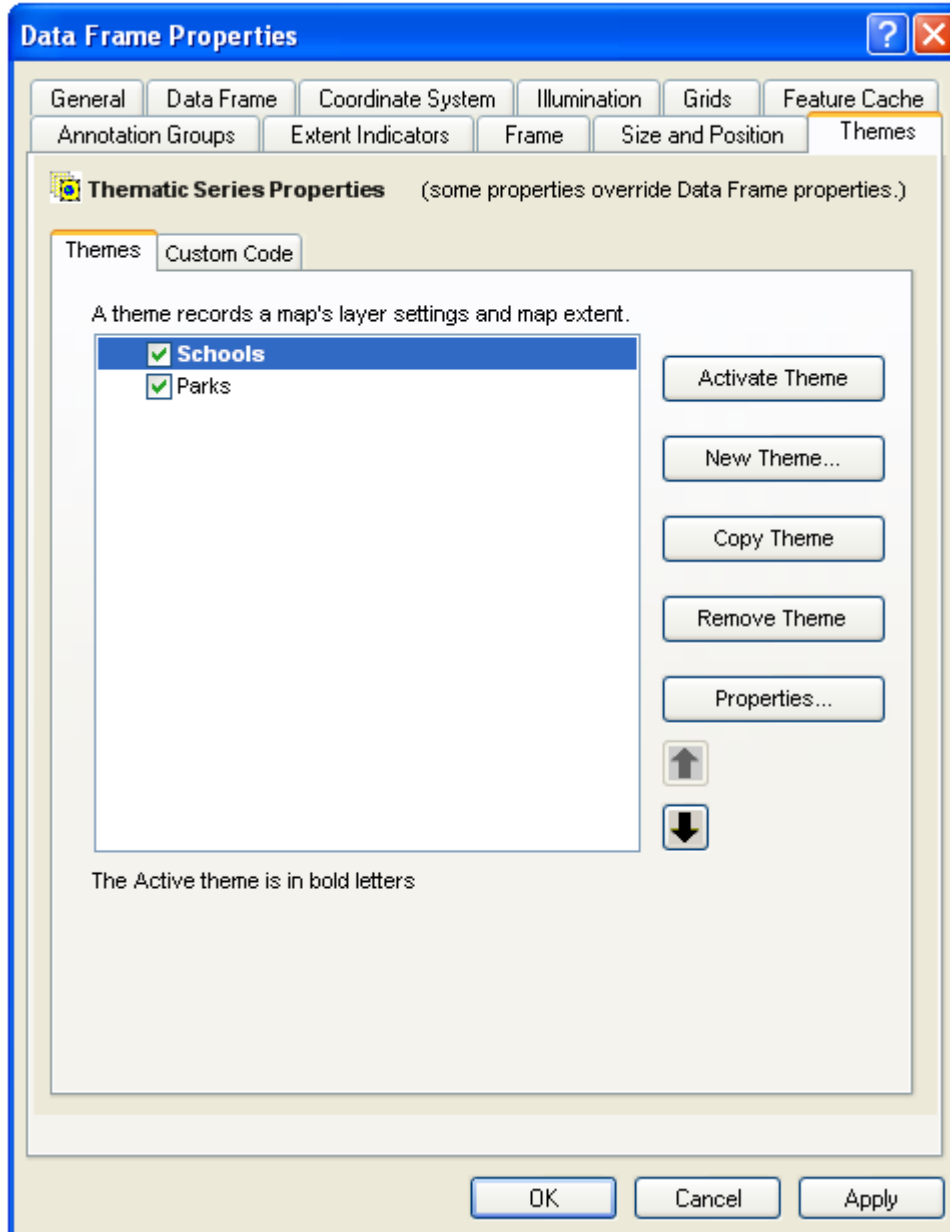 Data Frame Properties
General Data Frame Coordinate System Illumination Grids Feature Cache
Annotation Groups Extent Indicators Frame Size and Position Themes
Thematic Series Properties (some properties override Data Frame properties.)
Themes Custom Code
A theme records a map's layer settings and map extent.
Schools
Parks
Activate Theme
New Theme...
Copy Theme
Remove Theme
Properties...
The Active theme is in bold letters
OK Cancel Apply